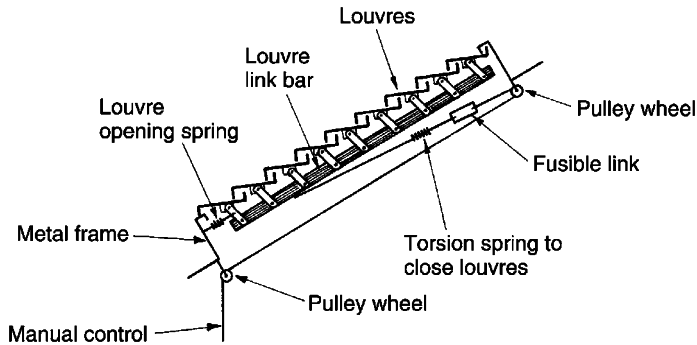 Louvres
Louvre
link bar
Louvre
opening spring
Pulley wheel
Fusible link
Metal frame
Torsion spring to
close louvres
Pulley wheel
Manual control